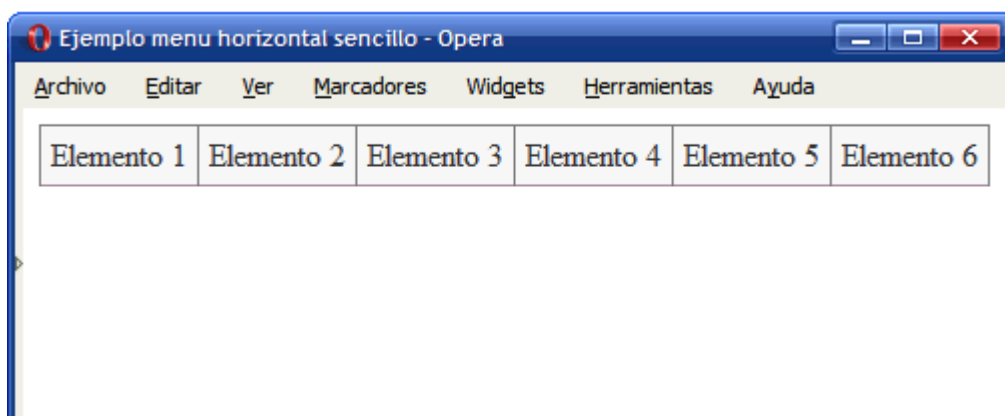 Ejemplo menu horizontal sencillo - Opera
Archivo Editar Ver Marcadores Widgets Herramientas Ayuda
Elemento 1 Elemento 2 Elemento 3 Elemento 4 Elemento 5 Elemento 6